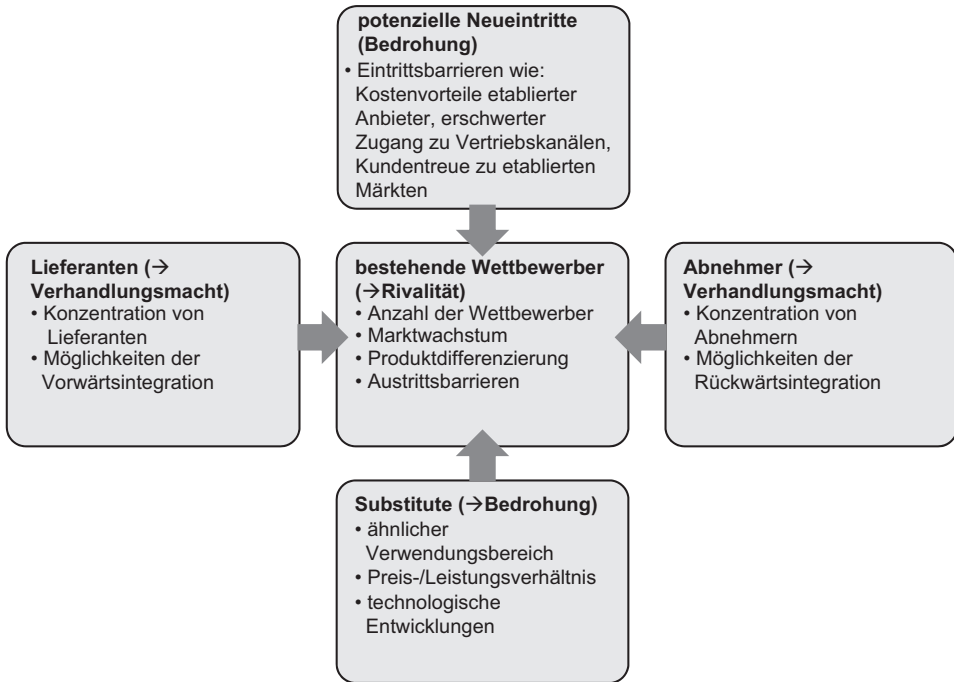 potenzielle Neueintritte
(Bedrohung)
• Eintrittsbarrieren wie:
Kostenvorteile etablierter
Anbieter, erschwerter
Zugang zu Vertriebskanälen,
Kundentreue zu etablierten
Märkten
Lieferanten (→
Verhandlungsmacht)
• Konzentration von
Lieferanten
• Möglichkeiten der
Vorwärtsintegration
bestehende Wettbewerber
(→Rivalität)
• Anzahl der Wettbewerber
• Marktwachstum
• Produktdifferenzierung
• Austrittsbarrieren
Abnehmer (→
Verhandlungsmacht)
• Konzentration von
Abnehmern
• Möglichkeiten der
Rückwärtsintegration
Substitute (→Bedrohung)
• ähnlicher
Verwendungsbereich
• Preis-/Leistungsverhältnis
• technologische
Entwicklungen